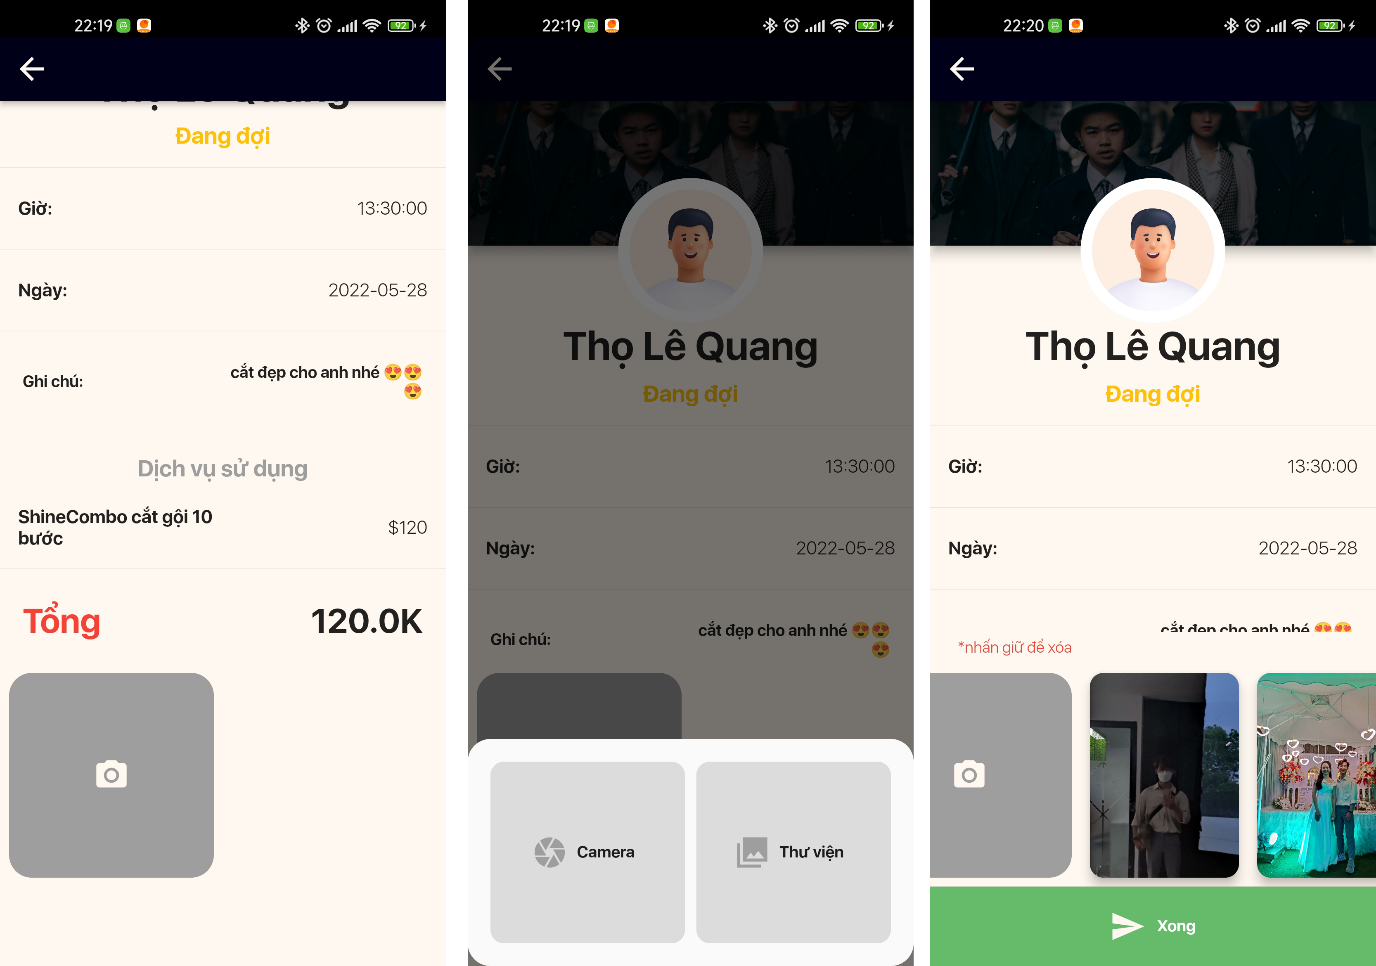 22:19
92
Thọ Lê Quang
Đang đợi
Giờ:
13:30:00
Ngày:
2022-05-28
Ghi chú:
cắt đẹp cho anh nhé 😍😍
😍
Dịch vụ sử dụng
ShineCombo cắt gội 10
bước
$120
Tổng
120.0K
22:19
92
Thọ Lê Quang
Đang đợi
Giờ:
13:30:00
Ngày:
2022-05-28
Ghi chú:
cắt đẹp cho anh nhé 😍😍
😍
Camera
Thư viện
22:20
92
Thọ Lê Quang
Đang đợi
Giờ:
13:30:00
Ngày:
2022-05-28
cắt đẹp cho anh nhé 😍😍
*nhấn giữ để xóa
Xong